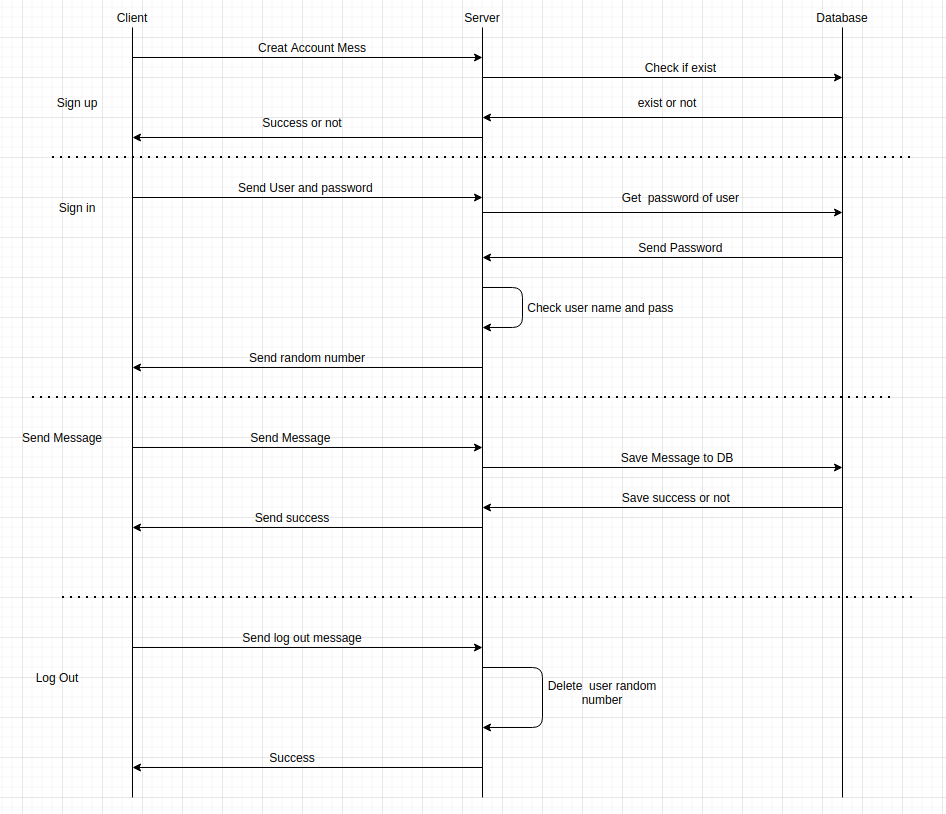 Client
Server
Database
Creat Account Mess
Check if exist
Sign up
exist or not
Success or not
Send User and password
Get  password of user
Sign in
Send Password
Check user name and pass
Send random number
Send Message
Send Message
Save Message to DB
Save success or not
Send success
Send log out message
Log Out
Delete  user random
number
Success